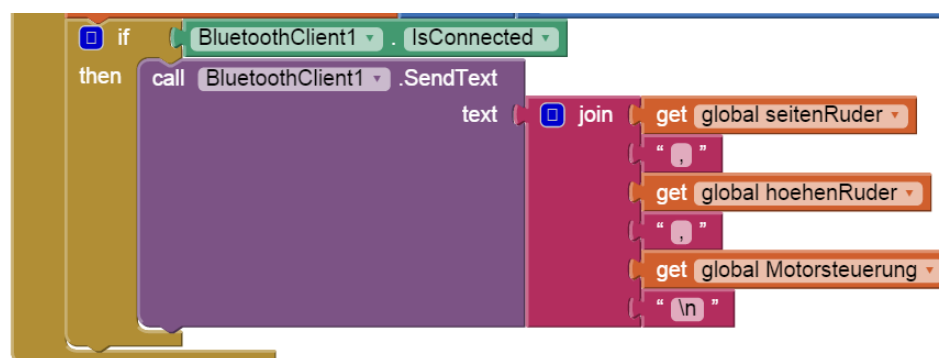 if BluetoothClient1 . IsConnected
then call BluetoothClient1 .SendText
text join get global seitenRuder
“ , ”
get global hoehenRuder
“ , ”
get global Motorsteuerung
“ \n ”